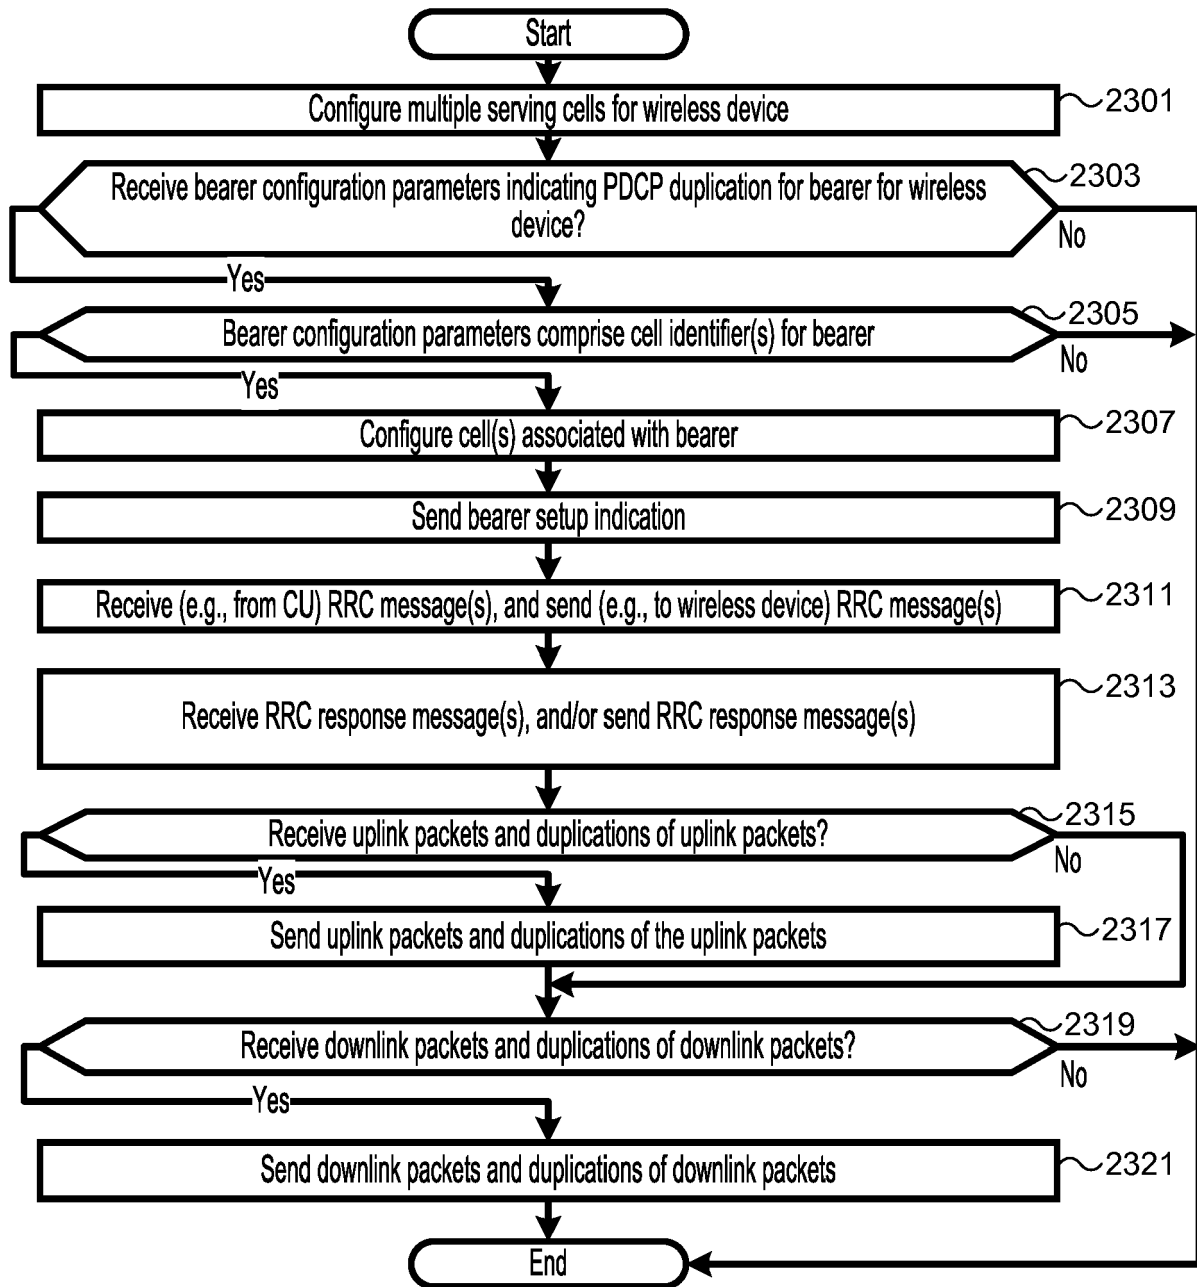 Start
Configure multiple serving cells for wireless device
2301
Receive bearer configuration parameters indicating PDCP duplication for bearer for wireless
device?
2303
No
Yes
Bearer configuration parameters comprise cell identifier(s) for bearer
2305
No
Yes
Configure cell(s) associated with bearer
2307
Send bearer setup indication
2309
Receive (e.g., from CU) RRC message(s), and send (e.g., to wireless device) RRC message(s)
2311
Receive RRC response message(s), and/or send RRC response message(s)
2313
Receive uplink packets and duplications of uplink packets?
2315
No
Yes
Send uplink packets and duplications of the uplink packets
2317
Receive downlink packets and duplications of downlink packets?
2319
No
Yes
Send downlink packets and duplications of downlink packets
2321
End